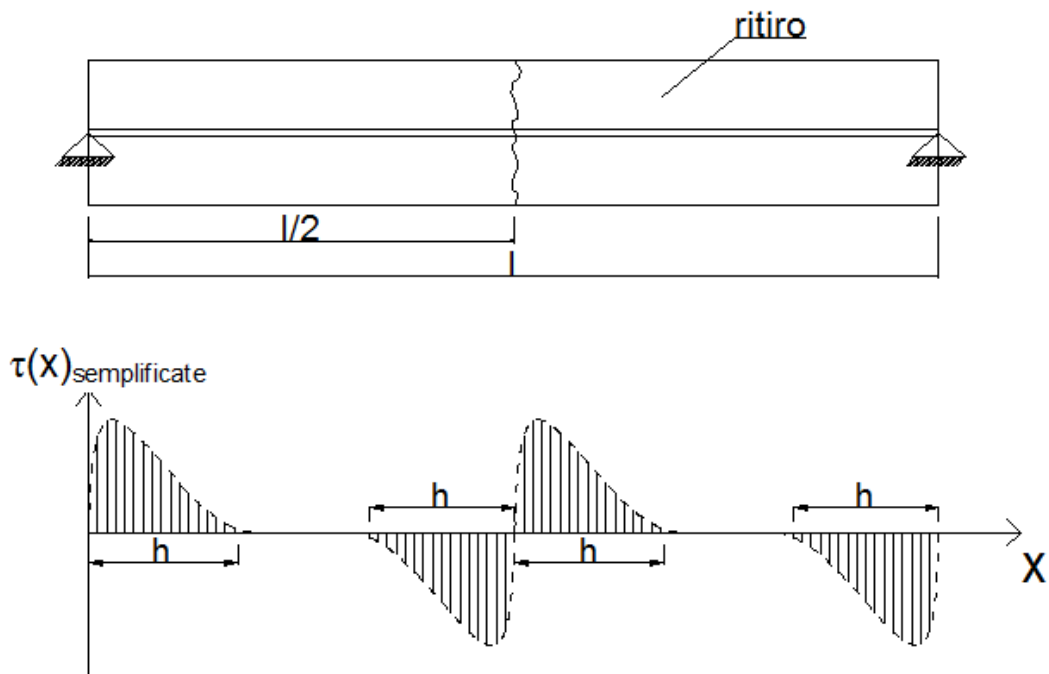 ritiro
l/2
l
τ(x)semplificate
h
h
h
h
X